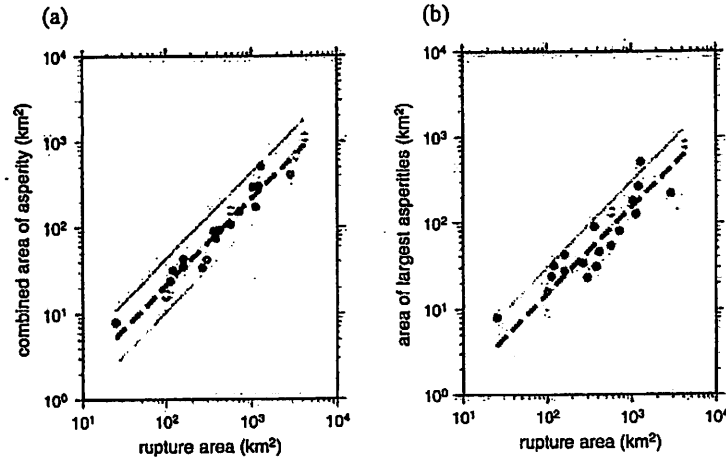 (a)
combined area of asperity (km²)
10⁴
10³
10²
10¹
10⁰
10¹ 10² 10³ 10⁴
rupture area (km²)
(b)
area of largest asperities (km²)
10⁴
10³
10²
10¹
10⁰
10¹ 10² 10³ 10⁴
rupture area (km²)